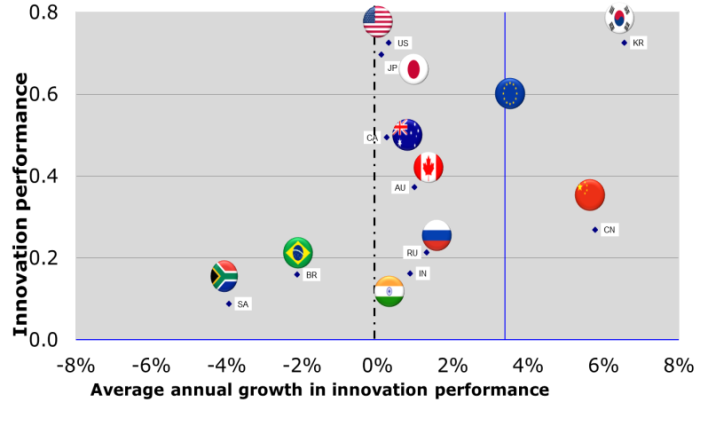 0.8
US
KR
JP
0.6
Innovation performance
CA
0.4
AU
CN
RU
0.2
BR
IN
SA
0.0
-8% -6% -4% -2% 0% 2% 4% 6% 8%
Average annual growth in innovation performance